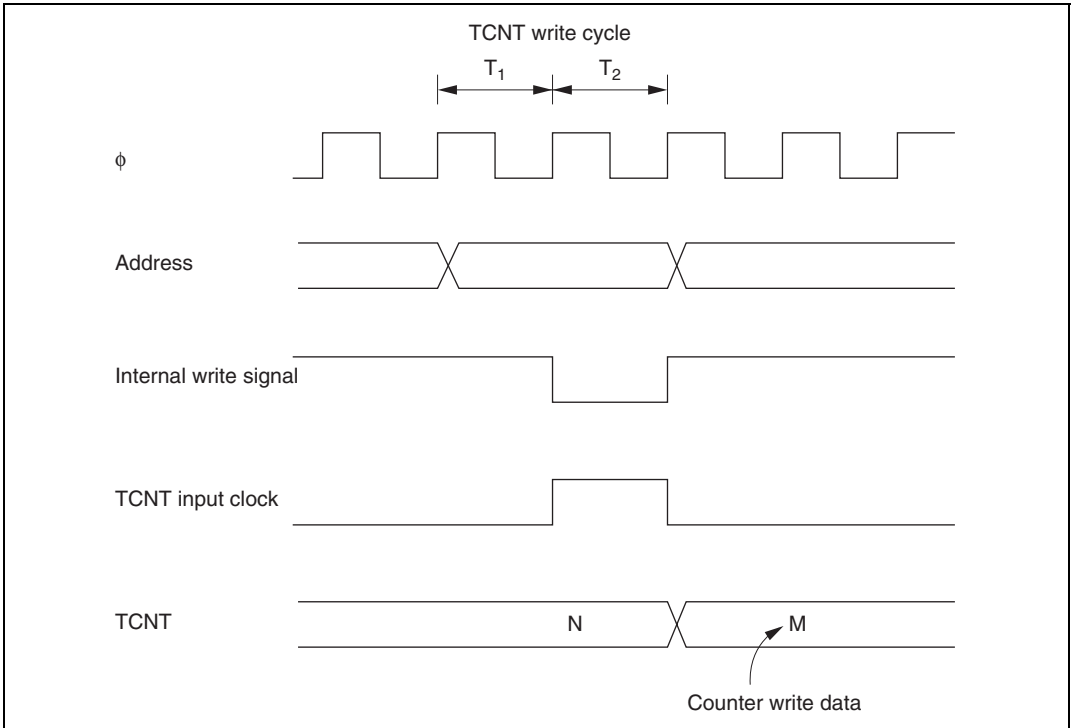 TCNT write cycle
T1 T2
ϕ
Address
Internal write signal
TCNT input clock
TCNT N M
Counter write data